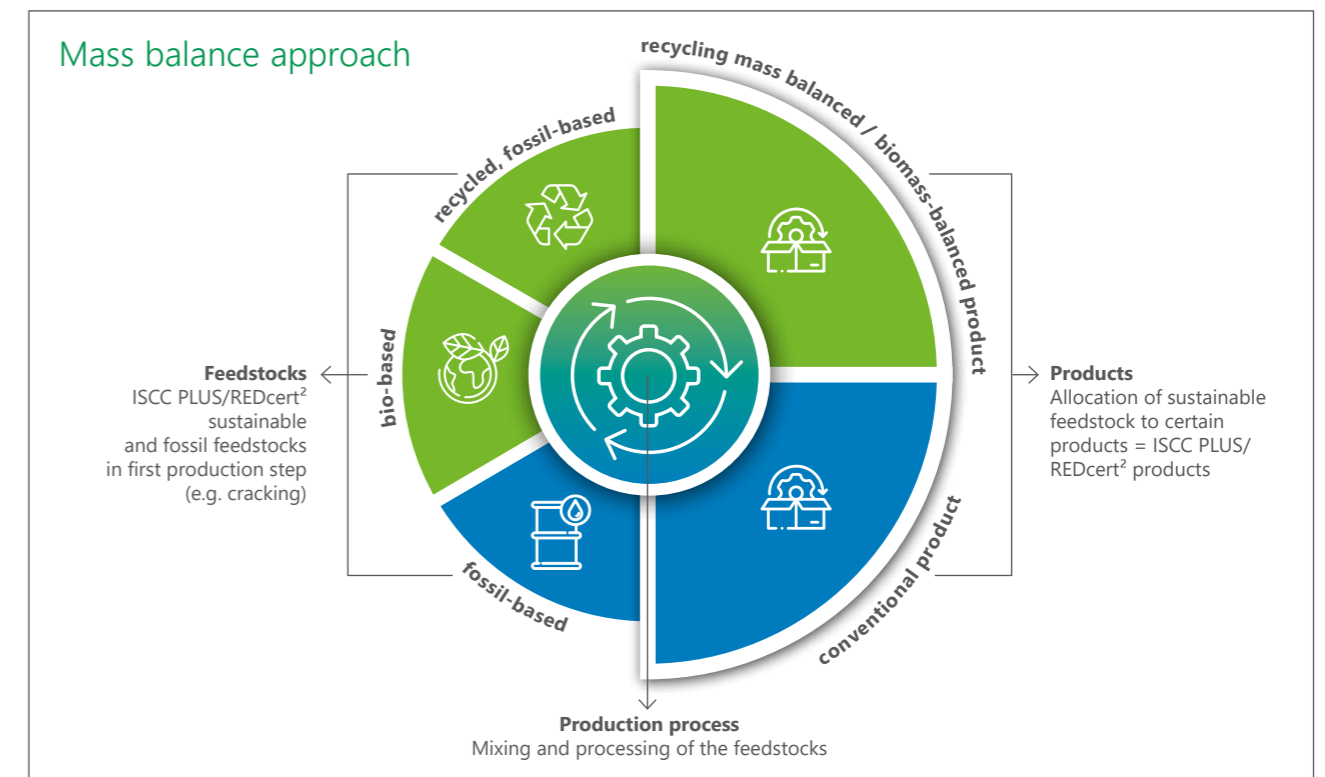 Mass balance approach
recycling mass balanced / biomass-balanced product
recycled, fossil-based
bio-based
fossil-based
conventional product
Feedstocks
ISCC PLUS/REDcert²
sustainable
and fossil feedstocks
in first production step
(e.g. cracking)
Products
Allocation of sustainable
feedstock to certain
products = ISCC PLUS/
REDcert² products
Production process
Mixing and processing of the feedstocks